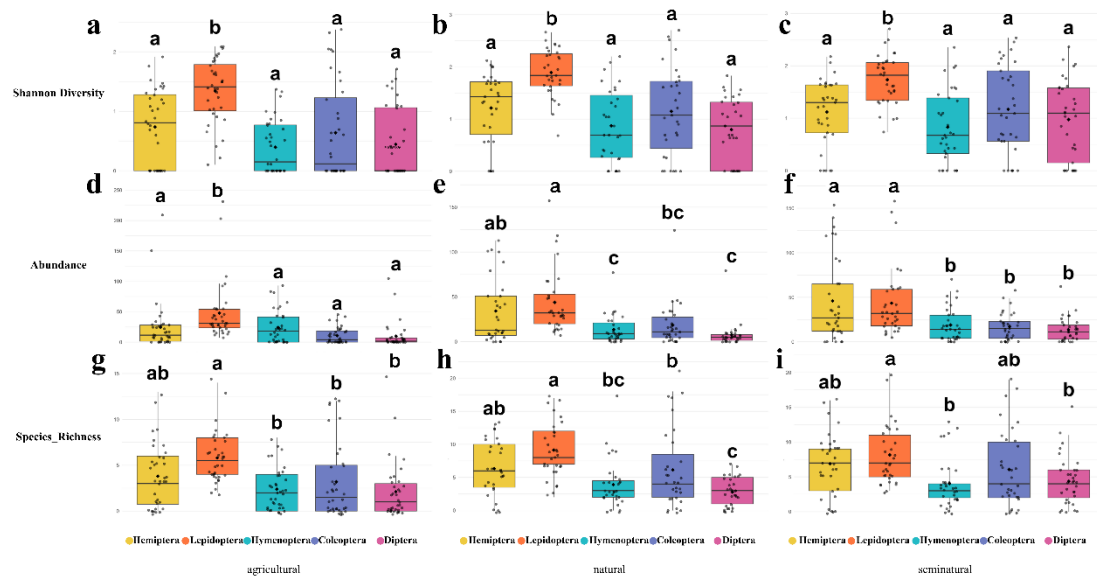 a a b a a a
b a b a a a
c a b a a a
Shannon Diversity
d a b a a a
e ab a c bc c
f a a b b b
Abundance
g ab a b b b
h ab a bc b c
i ab a b ab b
Species_Richness
Hemiptera Lepidoptera Hymenoptera Coleoptera Diptera
Hemiptera Lepidoptera Hymenoptera Coleoptera Diptera
Hemiptera Lepidoptera Hymenoptera Coleoptera Diptera
agricultural
natural
seminatural